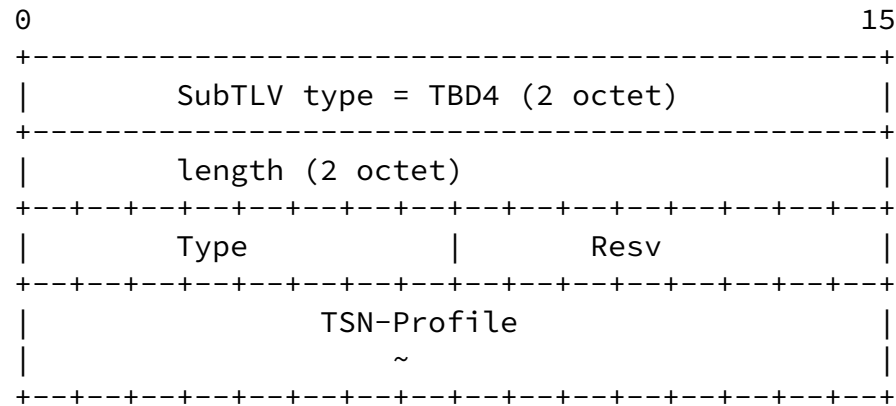 0                                              15
+-----------------------------------------------+
|        SubTLV type = TBD4 (2 octet)           |
+-----------------------------------------------+
|        length (2 octet)                       |
+--+--+--+--+--+--+--+--+--+--+--+--+--+--+--+--+
|        Type           |       Resv            |
+--+--+--+--+--+--+--+--+--+--+--+--+--+--+--+--+
|                TSN-Profile                    |
|                    ~                          |
+--+--+--+--+--+--+--+--+--+--+--+--+--+--+--+--+